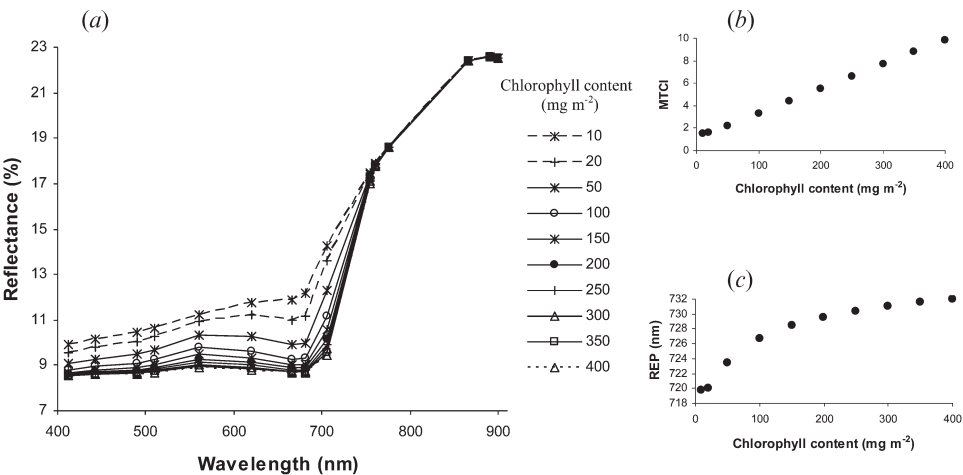 (a)
23
21
19
17
15
13
11
9
7
Reflectance (%)
400 500 600 700 800 900
Wavelength (nm)
Chlorophyll content
(mg m-2)
10
20
50
100
150
200
250
300
350
400
(b)
10
8
6
4
2
0
MTCI
0 100 200 300 400
Chlorophyll content (mg m-2)
(c)
732
730
728
726
724
722
720
718
REP (nm)
0 100 200 300 400
Chlorophyll content (mg m-2)